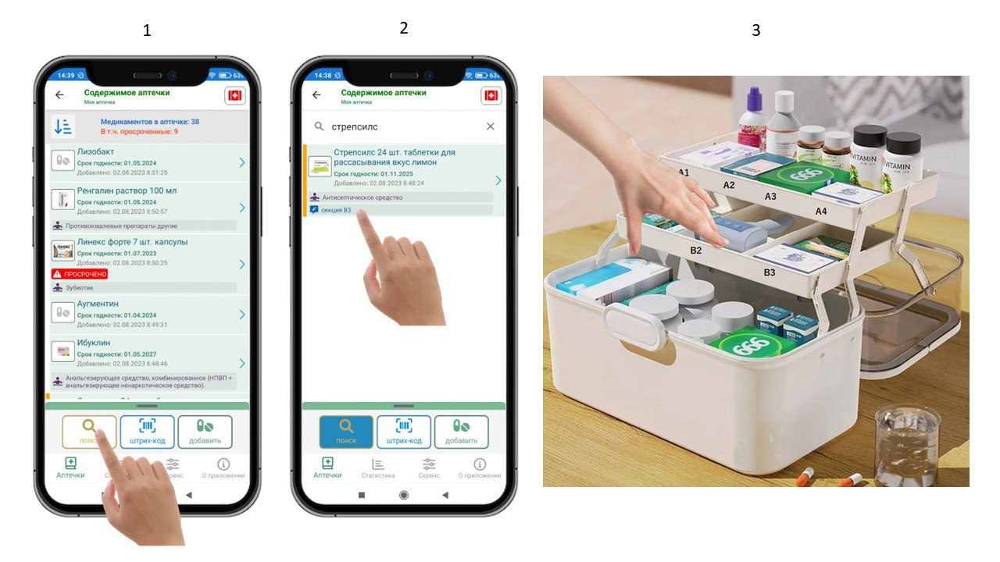 1
14:39
63
Содержимое аптечки
Моя аптечка
Медикаментов в аптечке: 38
В т.ч. просроченные: 9
Лизобакт
Срок годности: 01.05.2024
Добавлено: 02.08.2023 8:51:25
Ренгалин раствор 100 мл
Срок годности: 01.08.2024
Добавлено: 02.08.2023 8:50:57
Противокашлевые препараты другие
Линекс форте 7 шт. капсулы
Срок годности: 01.07.2023
Добавлено: 02.08.2023 8:50:25
ПРОСРОЧЕНО
Эубиотик
Аугментин
Срок годности: 01.04.2024
Добавлено: 02.08.2023 8:49:31
Ибуклин
Срок годности: 01.05.2027
Добавлено: 02.08.2023 8:48:46
Анальгезирующее средство, комбинированное (НПВП +
анальгезирующее ненаркотическое средство).
штрих-код
добавить
Аптечки
О приложении
2
14:38
63
Содержимое аптечки
Моя аптечка
стрепсилс
Стрепсилс 24 шт. таблетки для
рассасывания вкус лимон
Срок годности: 01.11.2025
Добавлено: 02.08.2023 8:48:24
Антисептическое средство
секция B3
поиск
штрих-код
добавить
Аптечки
Статистика
Сервис
О приложении
3
VITAMIN
VITAMIN
A1
A2
A3
A4
666
B2
B3
666